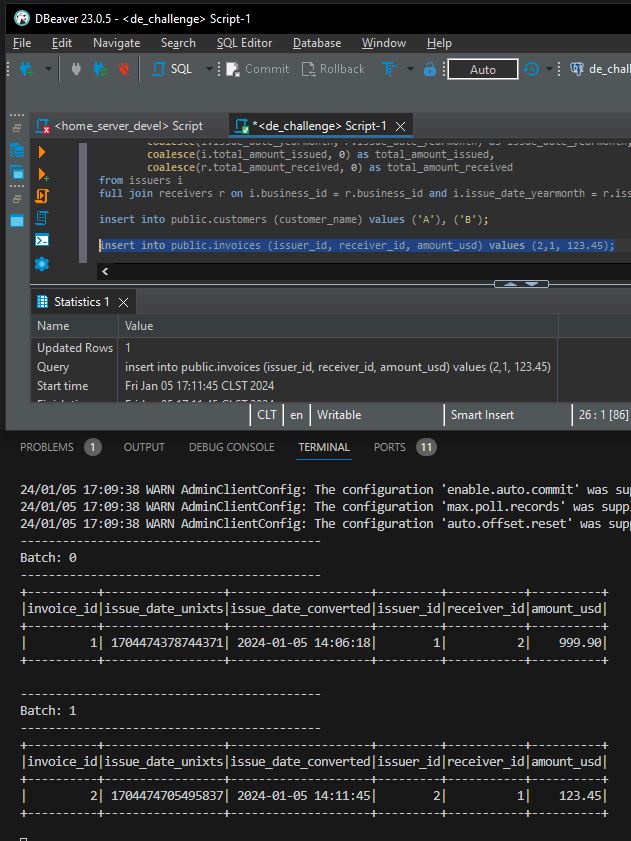 DBeaver 23.0.5 - <de_challenge> Script-1
File Edit Navigate Search SQL Editor Database Window Help
SQL Commit Rollback T Auto de_chall
<home_server_devel> Script *<de_challenge> Script-1
coalesce(i.total_amount_issued, 0) as total_amount_issued,
coalesce(r.total_amount_received, 0) as total_amount_received
from issuers i
full join receivers r on i.business_id = r.business_id and i.issue_date_yearmonth = r.iss
insert into public.customers (customer_name) values ('A'), ('B');
insert into public.invoices (issuer_id, receiver_id, amount_usd) values (2,1, 123.45);
Statistics 1
Name Value
Updated Rows 1
Query insert into public.invoices (issuer_id, receiver_id, amount_usd) values (2,1, 123.45)
Start time Fri Jan 05 17:11:45 CLST 2024
CLT en Writable Smart Insert 26 : 1 [86]
PROBLEMS 1 OUTPUT DEBUG CONSOLE TERMINAL PORTS 11
24/01/05 17:09:38 WARN AdminClientConfig: The configuration 'enable.auto.commit' was sup
24/01/05 17:09:38 WARN AdminClientConfig: The configuration 'max.poll.records' was suppl
24/01/05 17:09:38 WARN AdminClientConfig: The configuration 'auto.offset.reset' was supp
-------------------------------------------
Batch: 0
-------------------------------------------
+----------+----------------+-------------------+---------+-----------+----------+
|invoice_id|issue_date_unixts|issue_date_converted|issuer_id|receiver_id|amount_usd|
+----------+----------------+-------------------+---------+-----------+----------+
| 1| 1704474378744371| 2024-01-05 14:06:18| 1| 2| 999.90|
+----------+----------------+-------------------+---------+-----------+----------+
-------------------------------------------
Batch: 1
-------------------------------------------
+----------+----------------+-------------------+---------+-----------+----------+
|invoice_id|issue_date_unixts|issue_date_converted|issuer_id|receiver_id|amount_usd|
+----------+----------------+-------------------+---------+-----------+----------+
| 2| 1704474705495837| 2024-01-05 14:11:45| 2| 1| 123.45|
+----------+----------------+-------------------+---------+-----------+----------+